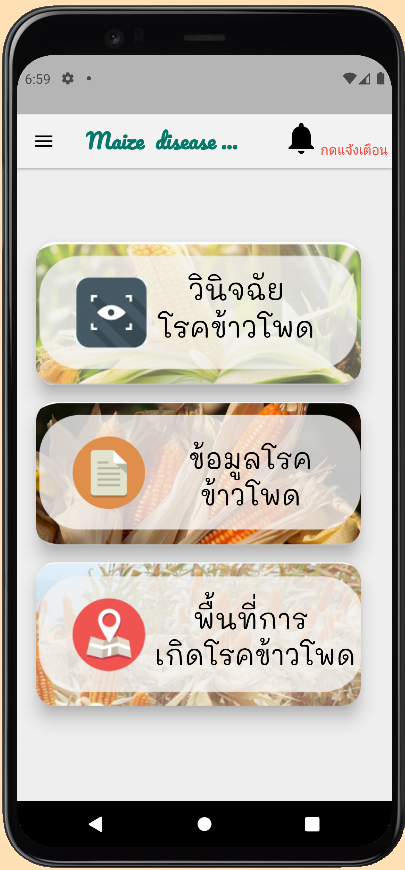 6:59
Maize disease ...
กดแจ้งเตือน
วินิจฉัย
โรคข้าวโพด
ข้อมูลโรค
ข้าวโพด
พื้นที่การ
เกิดโรคข้าวโพด